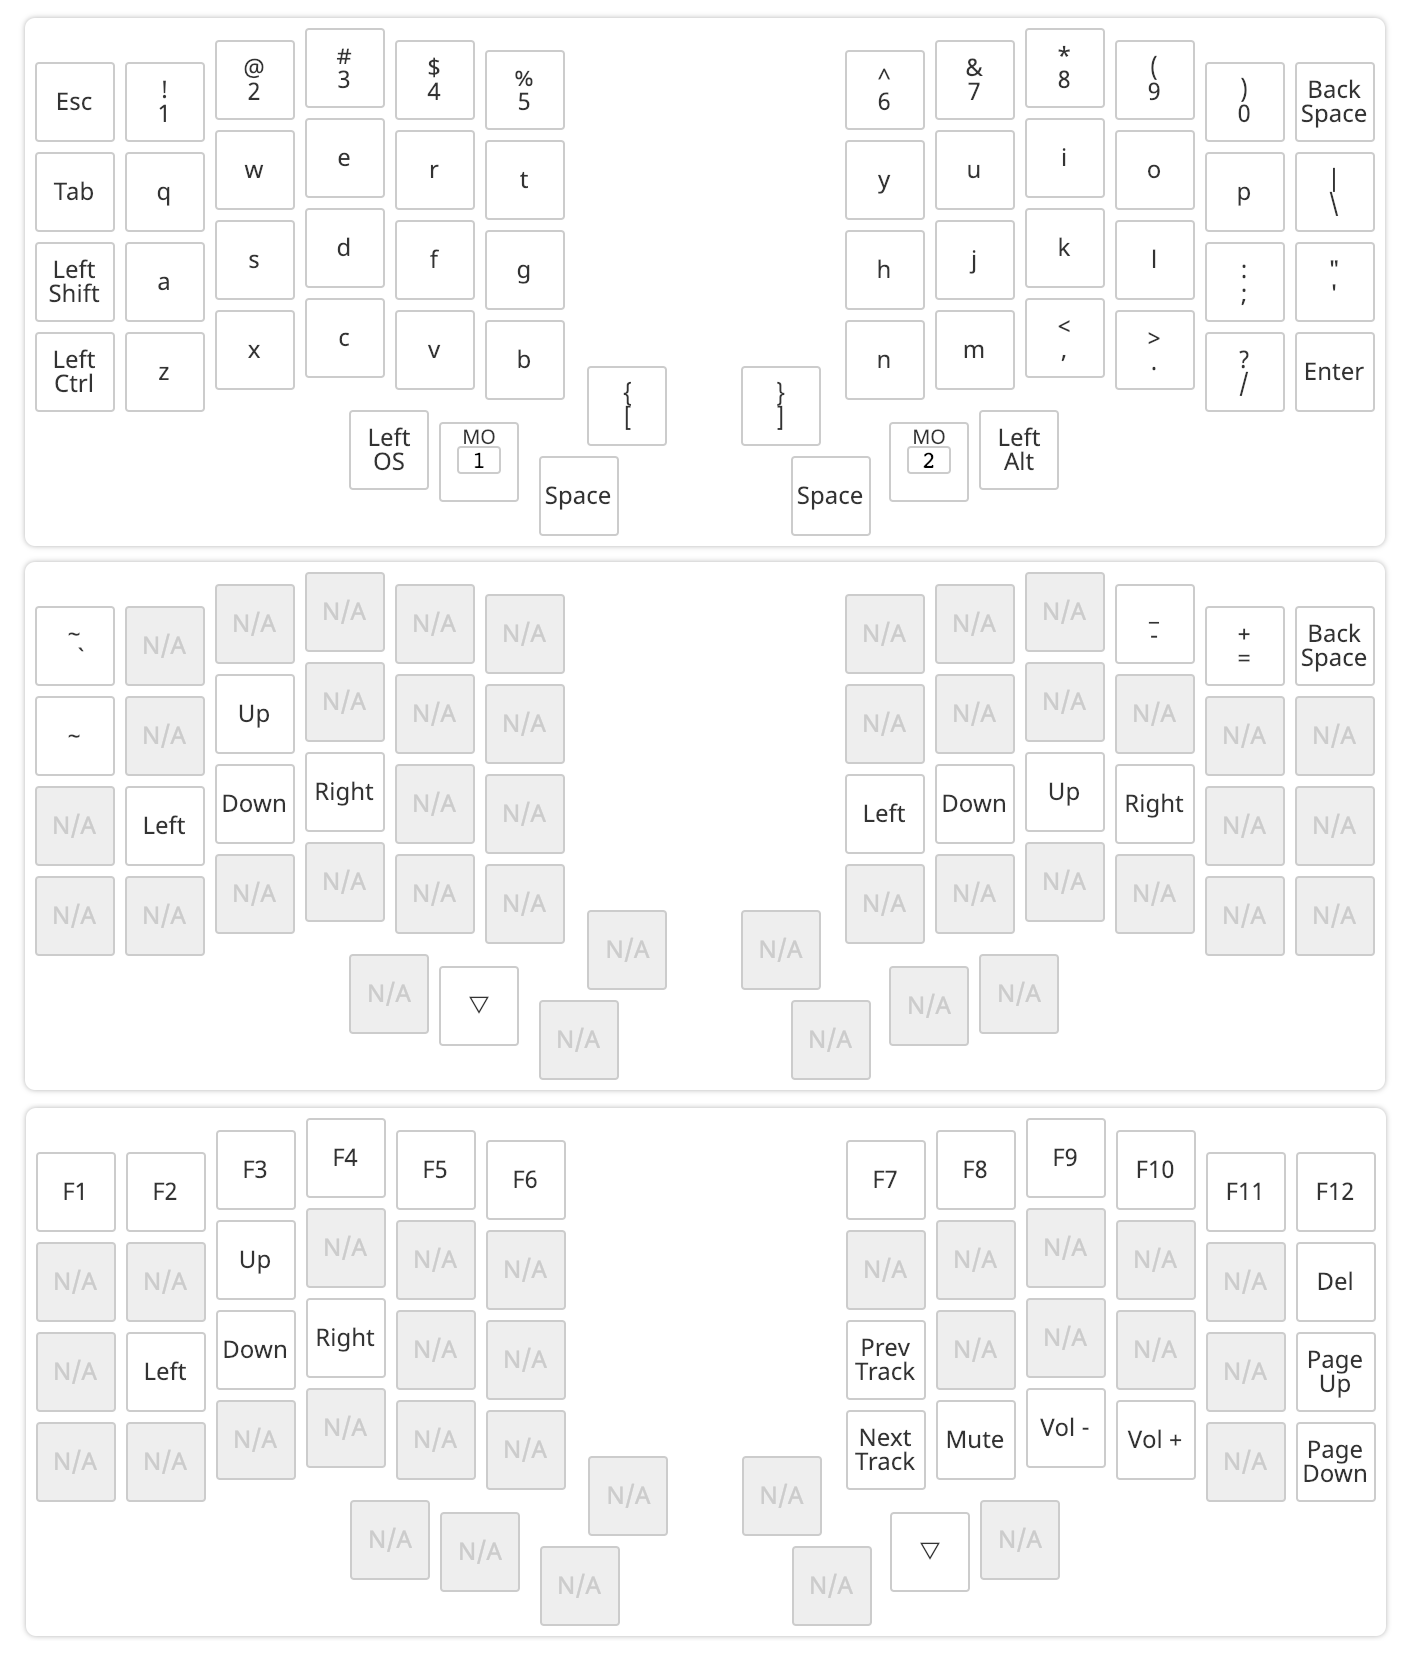 Esc ! @ # $ % ^ & * ( ) Back
1 2 3 4 5 6 7 8 9 0 Space
Tab q w e r t y u i o p |
\
Left a s d f g h j k l : "
Shift ; '
Left z x c v b n m < > ? Enter
Ctrl , . /
{ }
[ ]
Left MO MO Left
OS 1 2 Alt
Space Space
~ N/A N/A N/A N/A N/A N/A N/A N/A _ + Back
` - = Space
~ N/A Up N/A N/A N/A N/A N/A N/A N/A N/A N/A
N/A Left Down Right N/A N/A Left Down Up Right N/A N/A
N/A N/A N/A N/A N/A N/A N/A N/A N/A N/A N/A N/A
N/A N/A
N/A ▽ N/A N/A
N/A N/A
F1 F2 F3 F4 F5 F6 F7 F8 F9 F10 F11 F12
N/A N/A Up N/A N/A N/A N/A N/A N/A N/A N/A Del
N/A Left Down Right N/A N/A Prev N/A N/A N/A N/A Page
Track Up
N/A N/A N/A N/A N/A N/A Next Mute Vol - Vol + N/A Page
Track Down
N/A N/A
N/A N/A ▽ N/A
N/A N/A